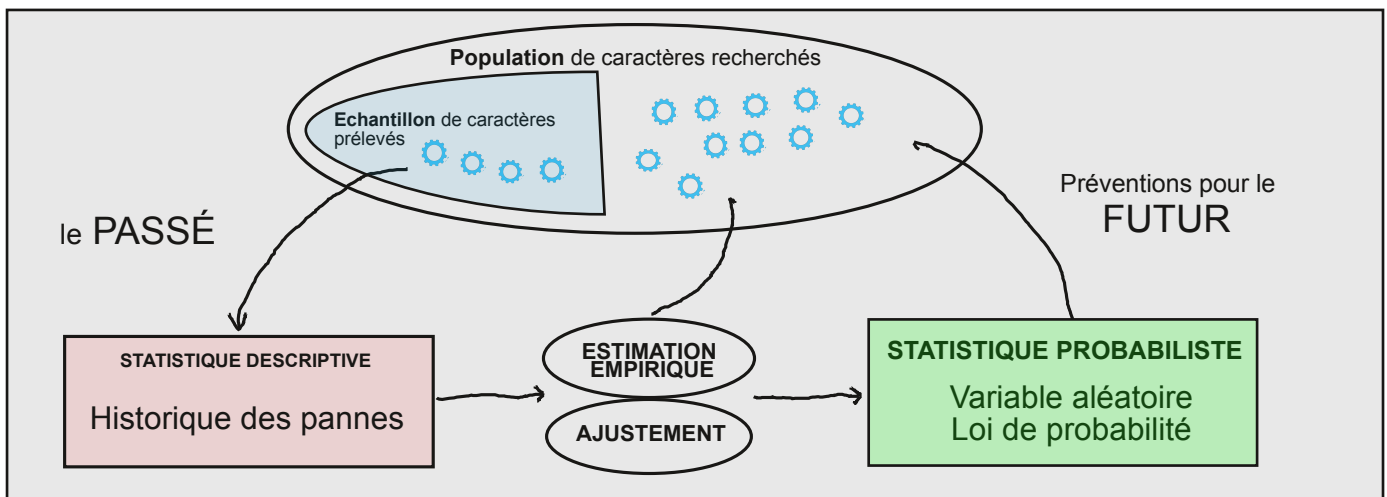 Population de caractères recherchés
Echantillon de caractères
prélevés
le PASSÉ
Préventions pour le
FUTUR
STATISTIQUE DESCRIPTIVE
Historique des pannes
ESTIMATION
EMPIRIQUE
AJUSTEMENT
STATISTIQUE PROBABILISTE
Variable aléatoire
Loi de probabilité